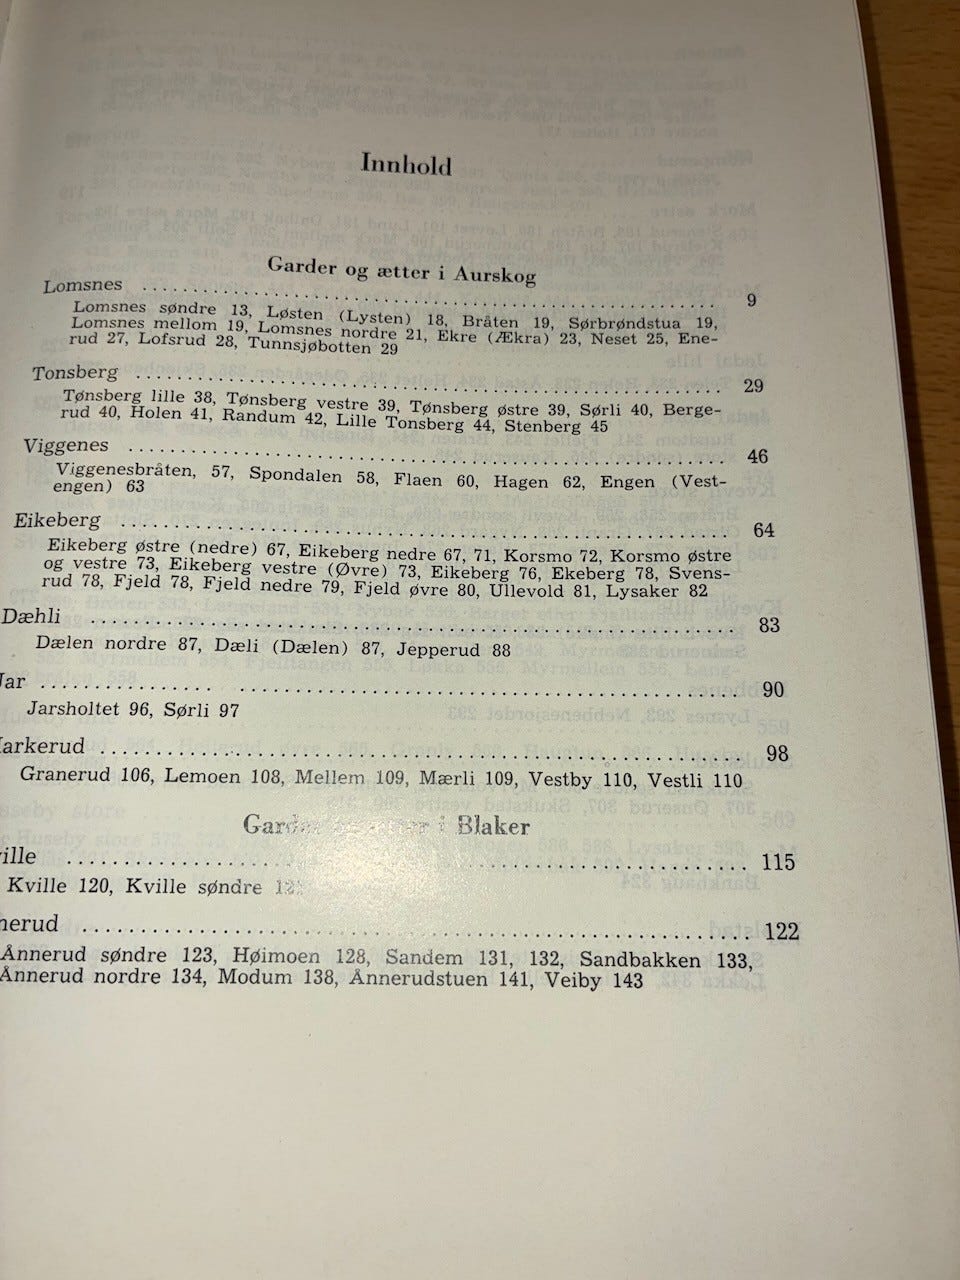 Innhold
Garder og ætter i Aurskog
Lomsnes ........................................................ 9
Lomsnes søndre 13, Løsten (Lysten) 18, Bråten 19, Sørbrøndstua 19,
Lomsnes mellom 19, Lomsnes nordre 21, Ekre (Ækra) 23, Neset 25, Ene-
rud 27, Lofsrud 28, Tunnsjøbotten 29
Tonsberg ........................................................ 29
Tønsberg lille 38, Tønsberg vestre 39, Tønsberg østre 39, Sørli 40, Berge-
rud 40, Holen 41, Randum 42, Lille Tonsberg 44, Stenberg 45
Viggenes ........................................................ 46
Viggenesbråten, 57, Spondalen 58, Flaen 60, Hagen 62, Engen (Vest-
engen) 63
Eikeberg ........................................................ 64
Eikeberg østre (nedre) 67, Eikeberg nedre 67, 71, Korsmo 72, Korsmo østre
og vestre 73, Eikeberg vestre (Øvre) 73, Eikeberg 76, Ekeberg 78, Svens-
rud 78, Fjeld 78, Fjeld nedre 79, Fjeld øvre 80, Ullevold 81, Lysaker 82
Dæhli ........................................................ 83
Dælen nordre 87, Dæli (Dælen) 87, Jepperud 88
Jar ........................................................ 90
Jarsholtet 96, Sørli 97
arkerud ........................................................ 98
Granerud 106, Lemoen 108, Mellem 109, Mærli 109, Vestby 110, Vestli 110
Garder og ætter i Blaker
ville ........................................................ 115
Kville 120, Kville søndre
nerud ........................................................ 122
Ånnerud søndre 123, Høimoen 128, Sandem 131, 132, Sandbakken 133,
Ånnerud nordre 134, Modum 138, Ånnerudstuen 141, Veiby 143